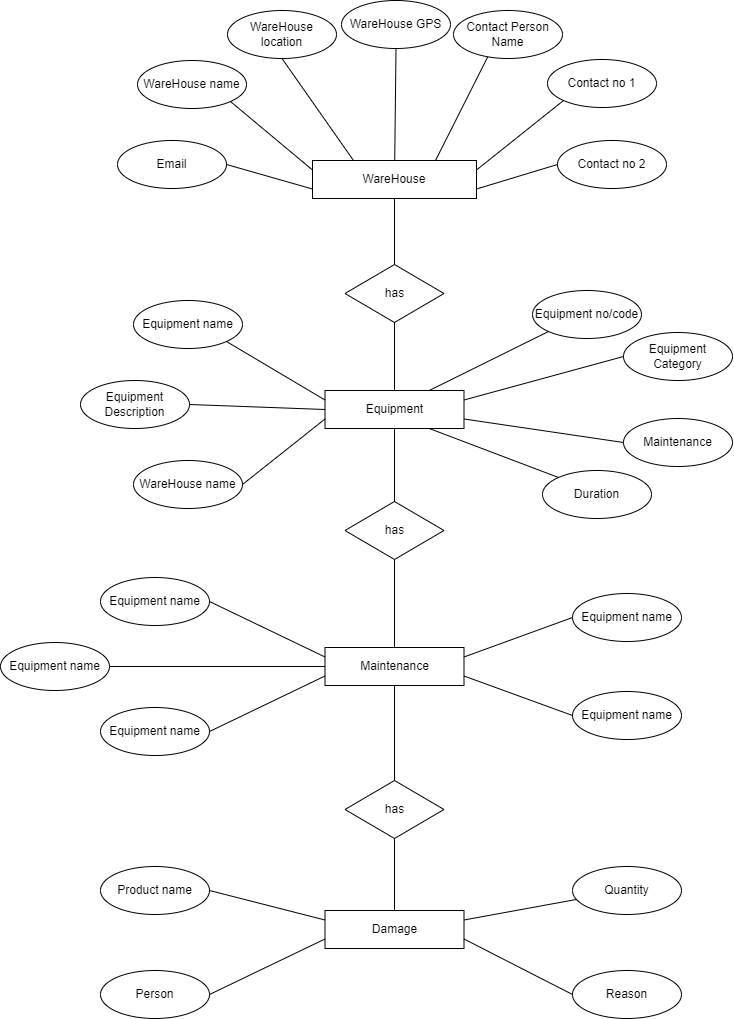 WareHouse
location
WareHouse GPS
Contact Person
Name
WareHouse name
Contact no 1
Email
WareHouse
Contact no 2
has
Equipment name
Equipment no/code
Equipment
Category
Equipment
Description
Equipment
Maintenance
WareHouse name
Duration
has
Equipment name
Equipment name
Equipment name
Maintenance
Equipment name
Equipment name
has
Product name
Quantity
Damage
Person
Reason